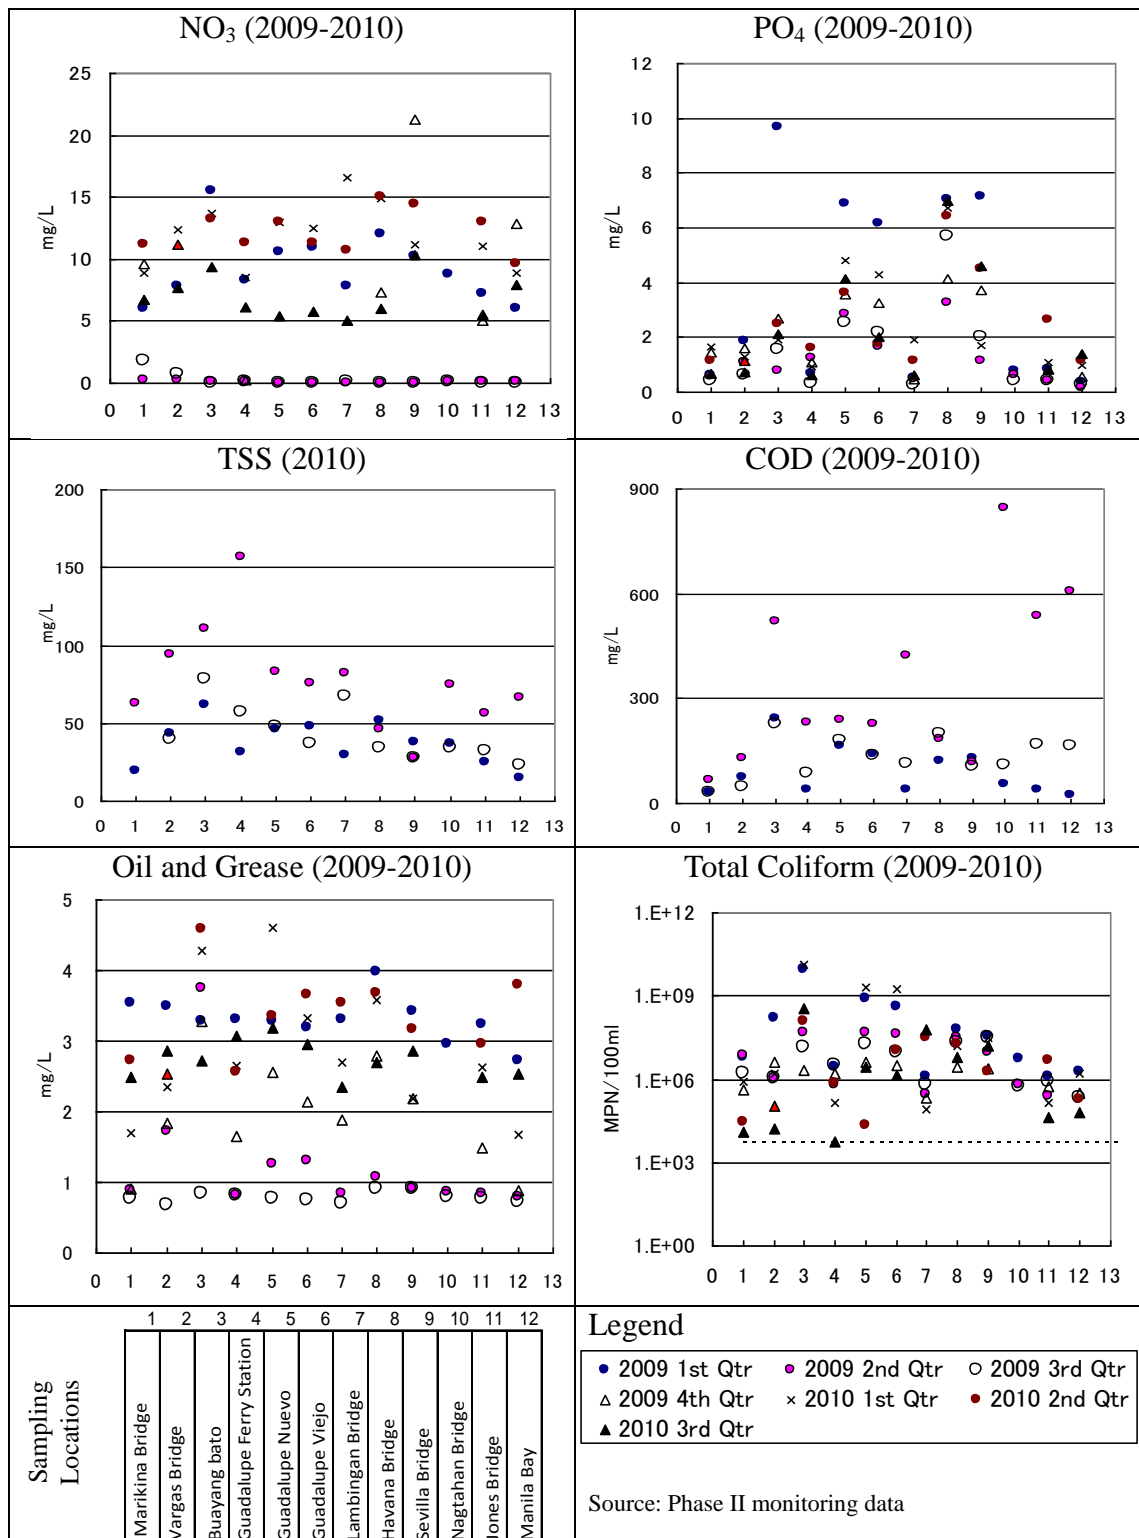 NO3 (2009-2010)
25
20
15
10
5
0
mg/L
0 1 2 3 4 5 6 7 8 9 10 11 12 13
PO4 (2009-2010)
12
10
8
6
4
2
0
mg/L
0 1 2 3 4 5 6 7 8 9 10 11 12 13
TSS (2010)
200
150
100
50
0
mg/L
0 1 2 3 4 5 6 7 8 9 10 11 12 13
COD (2009-2010)
900
600
300
0
mg/L
0 1 2 3 4 5 6 7 8 9 10 11 12 13
Oil and Grease (2009-2010)
5
4
3
2
1
0
mg/L
0 1 2 3 4 5 6 7 8 9 10 11 12 13
Total Coliform (2009-2010)
1.E+12
1.E+09
1.E+06
1.E+03
1.E+00
MPN/100ml
0 1 2 3 4 5 6 7 8 9 10 11 12 13
Sampling
Locations
1 2 3 4 5 6 7 8 9 10 11 12
Marikina Bridge
Vargas Bridge
Buayang bato
Guadalupe Ferry Station
Guadalupe Nuevo
Guadalupe Viejo
Lambingan Bridge
Havana Bridge
Sevilla Bridge
Nagtahan Bridge
Jones Bridge
Manila Bay
Legend
2009 1st Qtr 2009 2nd Qtr 2009 3rd Qtr
2009 4th Qtr 2010 1st Qtr 2010 2nd Qtr
2010 3rd Qtr
Source: Phase II monitoring data